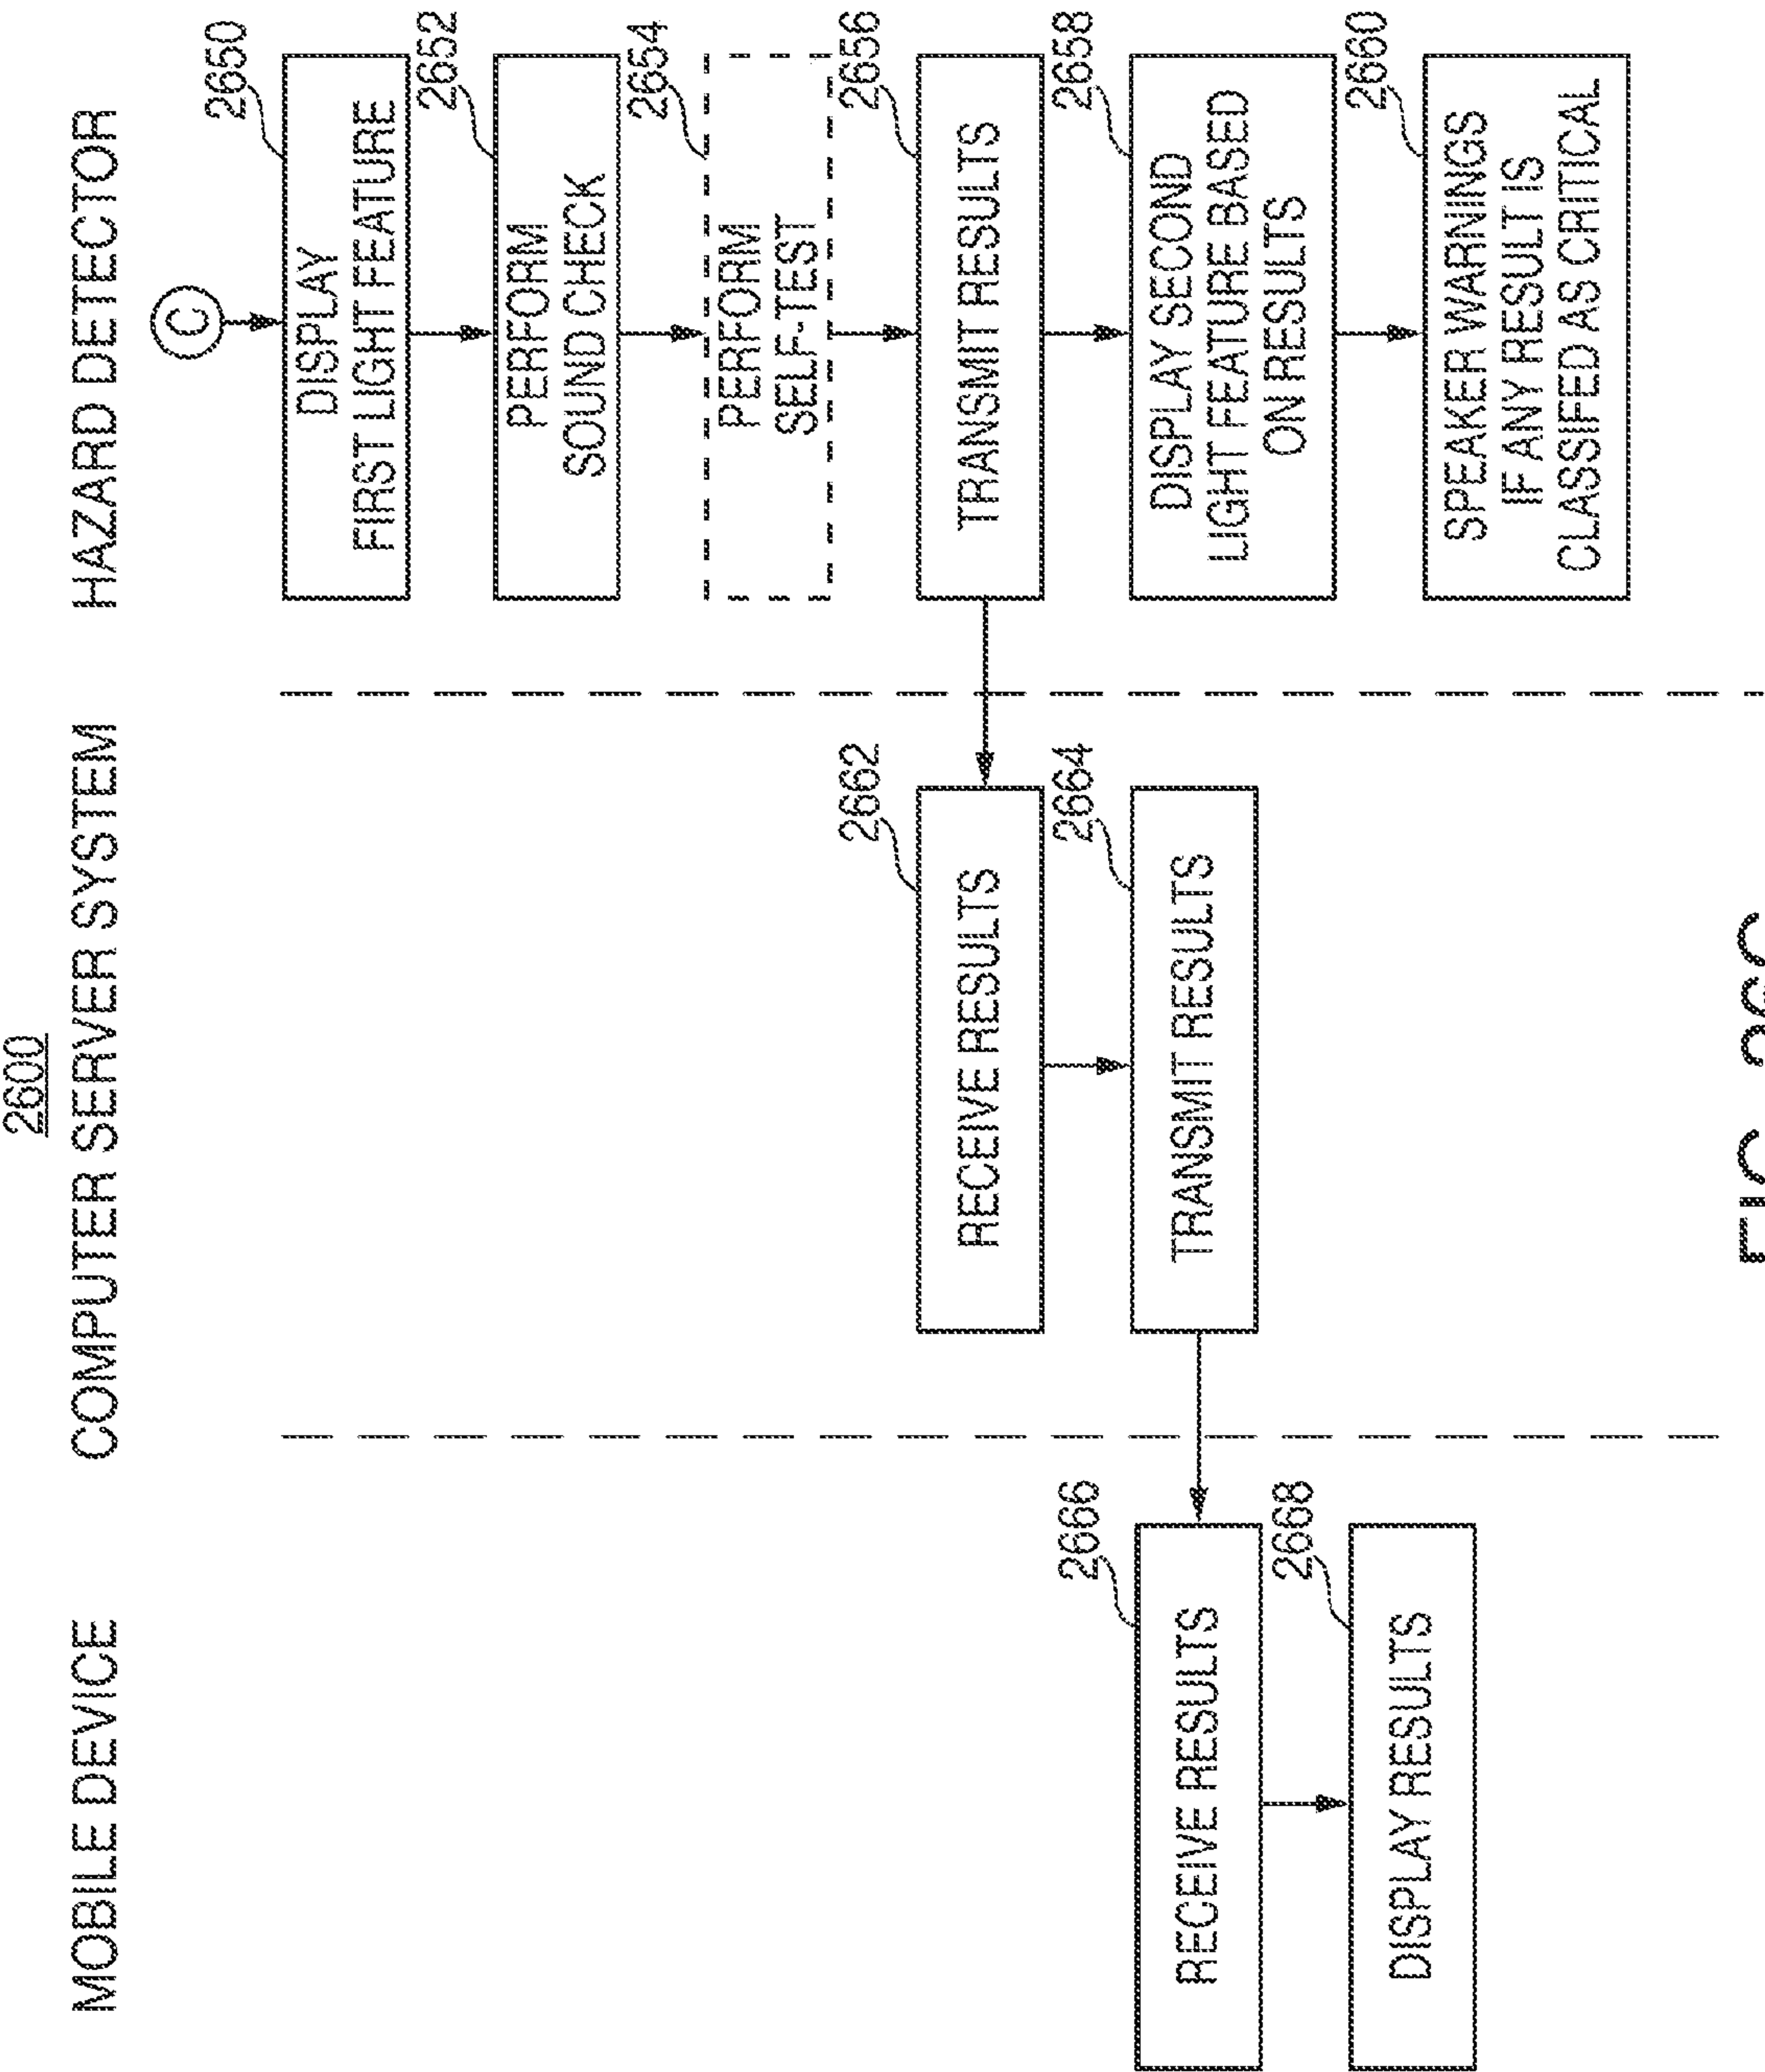 2600
MOBILE DEVICE
COMPUTER SERVER SYSTEM
HAZARD DETECTOR
C
2650
DISPLAY
FIRST LIGHT FEATURE
2652
PERFORM
SOUND CHECK
2654
PERFORM
SELF-TEST
2656
TRANSMIT RESULTS
2658
DISPLAY SECOND
LIGHT FEATURE BASED
ON RESULTS
2660
SPEAKER WARNINGS
IF ANY RESULT IS
CLASSIFED AS CRITICAL
2662
RECEIVE RESULTS
2664
TRANSMIT RESULTS
2666
RECEIVE RESULTS
2668
DISPLAY RESULTS